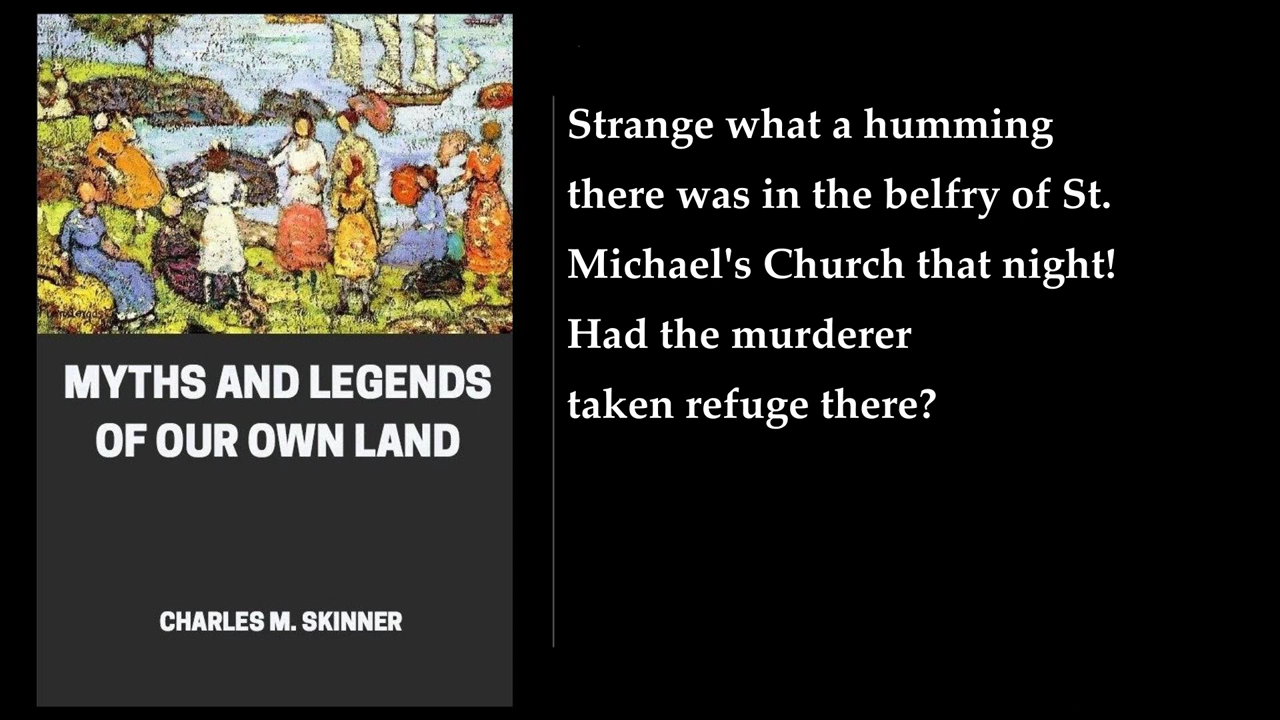 MYTHS AND LEGENDS
OF OUR OWN LAND
CHARLES M. SKINNER
Strange what a humming
there was in the belfry of St.
Michael's Church that night!
Had the murderer
taken refuge there?